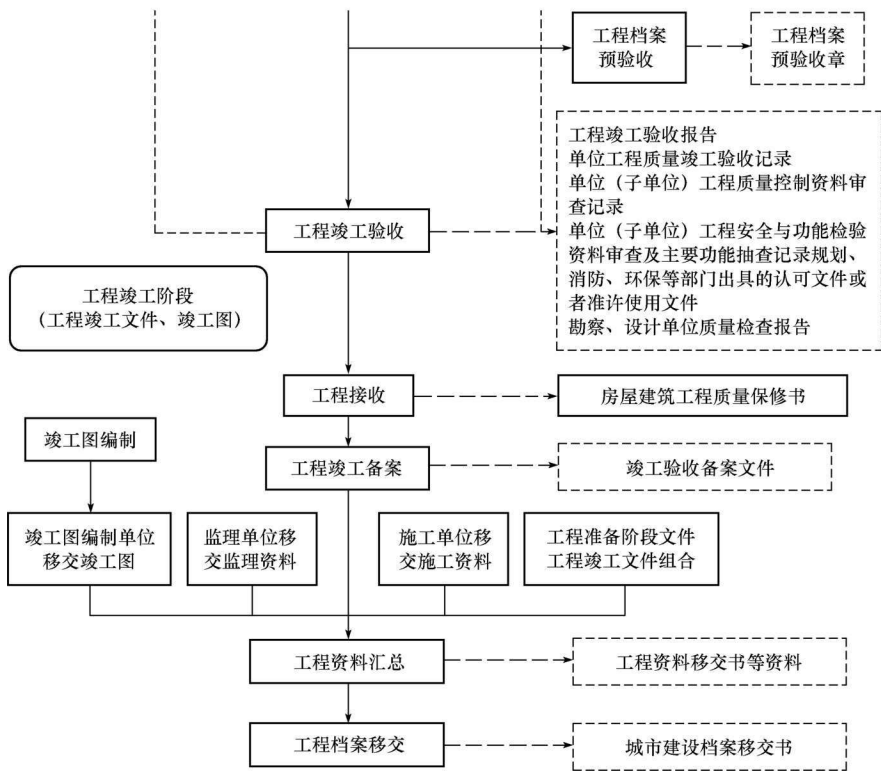 工程档案
预验收
工程档案
预验收章
工程竣工验收报告
单位工程质量竣工验收记录
单位（子单位）工程质量控制资料审
查记录
单位（子单位）工程安全与功能检验
资料审查及主要功能抽查记录规划、
消防、环保等部门出具的认可文件或
者准许使用文件
勘察、设计单位质量检查报告
工程竣工验收
工程竣工阶段
（工程竣工文件、竣工图）
工程接收
房屋建筑工程质量保修书
竣工图编制
工程竣工备案
竣工验收备案文件
竣工图编制单位
移交竣工图
监理单位移
交监理资料
施工单位移
交施工资料
工程准备阶段文件
工程竣工文件组合
工程资料汇总
工程资料移交书等资料
工程档案移交
城市建设档案移交书